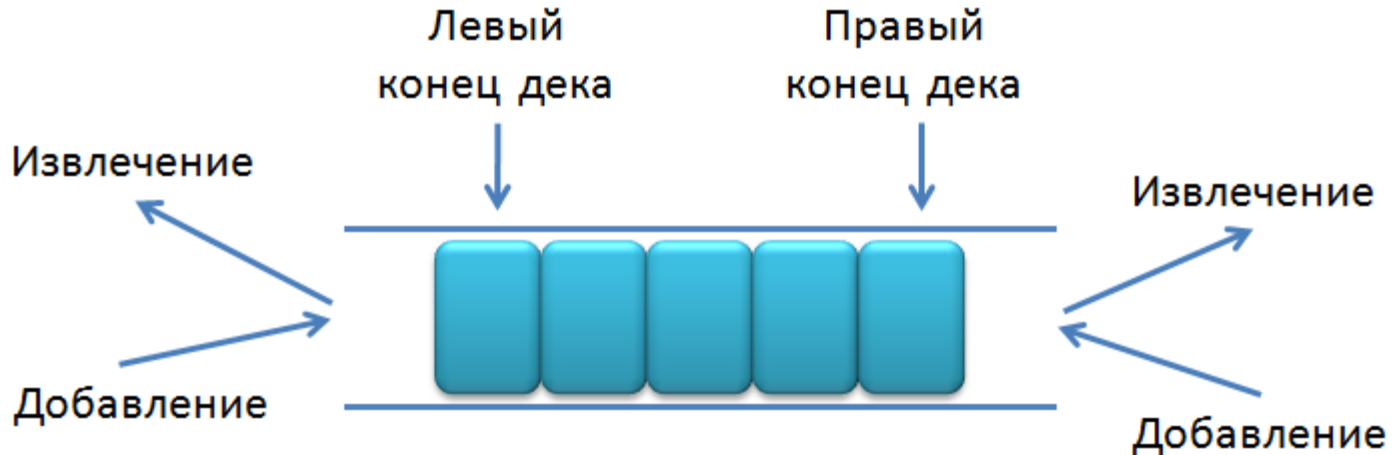 Левый
конец дека
Правый
конец дека
Извлечение
Извлечение
Добавление
Добавление